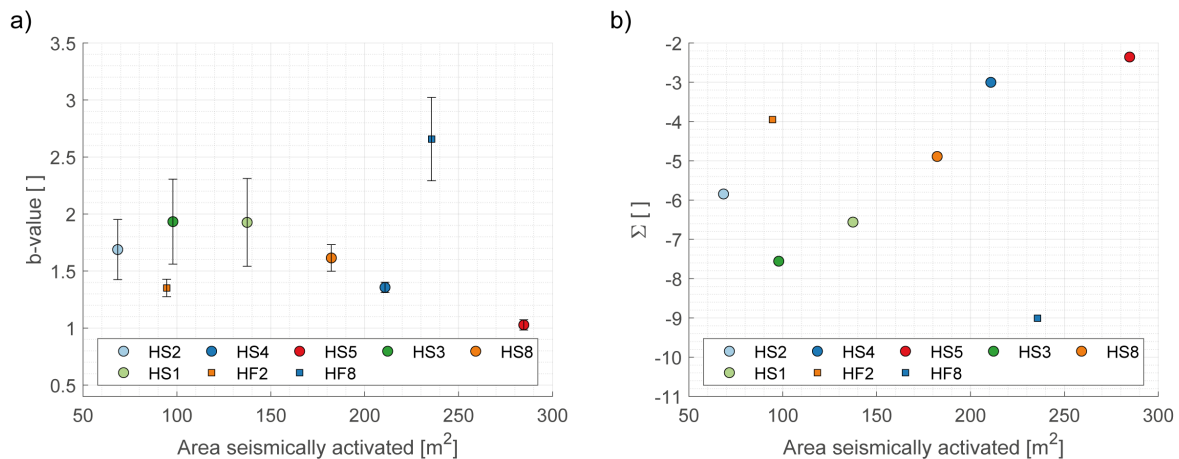 a)
3.5
3
2.5
2
1.5
1
0.5
b-value [ ]
HS2 HS4 HS5 HS3 HS8
HS1 HF2 HF8
50 100 150 200 250 300
Area seismically activated [m²]
b)
-2
-3
-4
-5
-6
-7
-8
-9
-10
-11
Σ [ ]
HS2 HS4 HS5 HS3 HS8
HS1 HF2 HF8
50 100 150 200 250 300
Area seismically activated [m²]